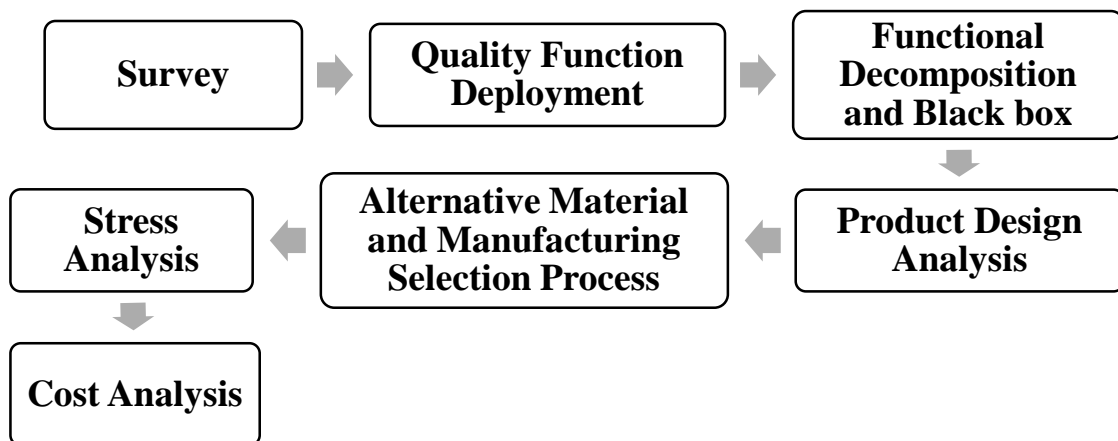 Survey
Quality Function
Deployment
Functional
Decomposition
and Black box
Product Design
Analysis
Alternative Material
and Manufacturing
Selection Process
Stress
Analysis
Cost Analysis